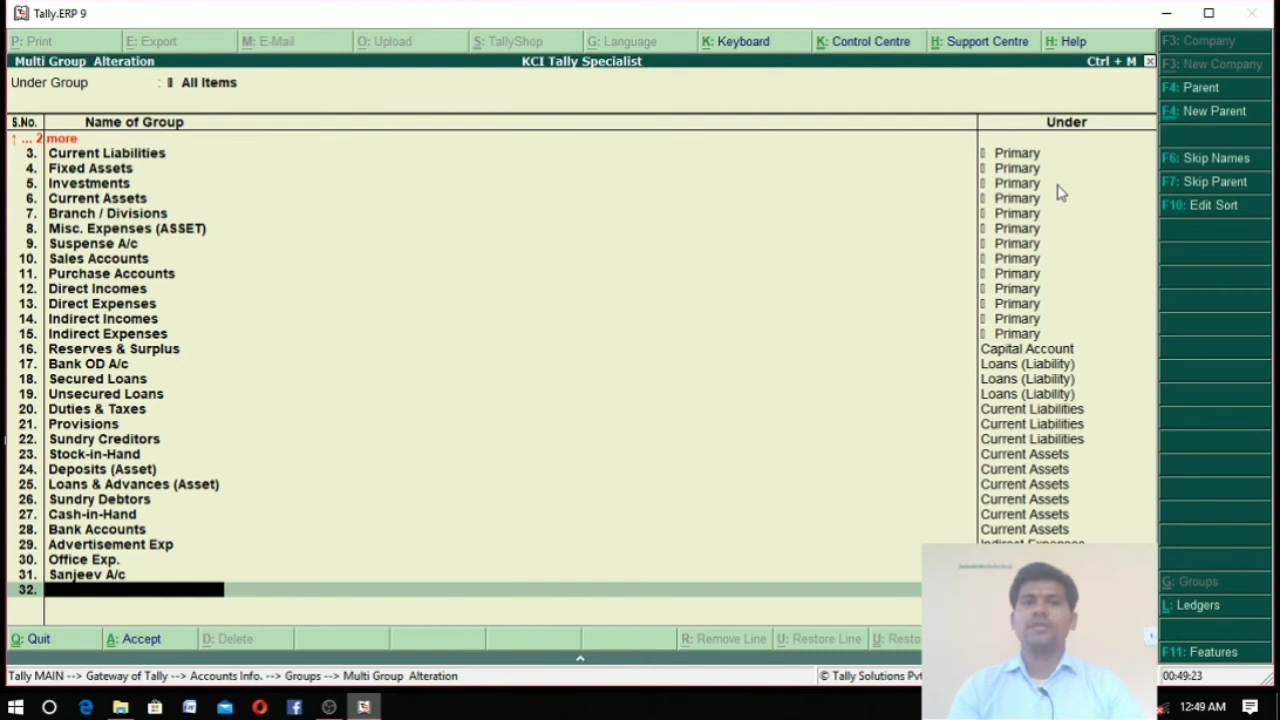 Tally.ERP 9
P: Print E: Export M: E-Mail O: Upload S: TallyShop G: Language K: Keyboard K: Control Centre H: Support Centre H: Help
F3: Company
Multi Group Alteration KCI Tally Specialist Ctrl + M
F3: New Company
Under Group : All Items
F4: Parent
F4: New Parent
S.No. Name of Group Under
↑ ... 2 more
3. Current Liabilities Primary
F6: Skip Names
4. Fixed Assets Primary
5. Investments Primary
F7: Skip Parent
6. Current Assets Primary
F10: Edit Sort
7. Branch / Divisions Primary
8. Misc. Expenses (ASSET) Primary
9. Suspense A/c Primary
10. Sales Accounts Primary
11. Purchase Accounts Primary
12. Direct Incomes Primary
13. Direct Expenses Primary
14. Indirect Incomes Primary
15. Indirect Expenses Primary
16. Reserves & Surplus Capital Account
17. Bank OD A/c Loans (Liability)
18. Secured Loans Loans (Liability)
19. Unsecured Loans Loans (Liability)
20. Duties & Taxes Current Liabilities
21. Provisions Current Liabilities
22. Sundry Creditors Current Liabilities
23. Stock-in-Hand Current Assets
24. Deposits (Asset) Current Assets
25. Loans & Advances (Asset) Current Assets
26. Sundry Debtors Current Assets
27. Cash-in-Hand Current Assets
28. Bank Accounts Current Assets
29. Advertisement Exp Indirect Expenses
30. Office Exp.
31. Sanjeev A/c
G: Groups
32.
L: Ledgers
Q: Quit A: Accept D: Delete R: Remove Line U: Restore Line U: Resto
F11: Features
Tally MAIN --> Gateway of Tally --> Accounts Info. --> Groups --> Multi Group Alteration © Tally Solutions Pvt
00:49:23
12:49 AM